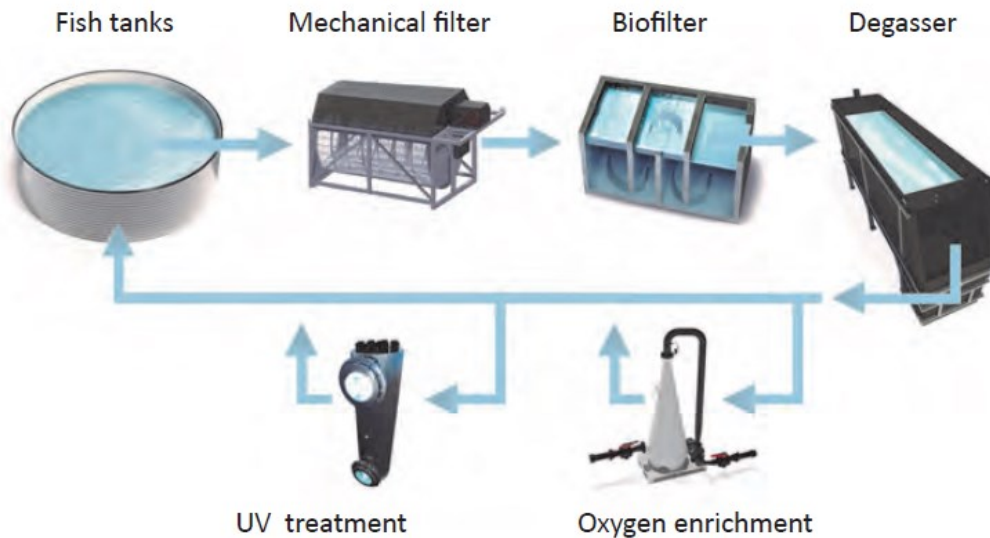 Fish tanks
Mechanical filter
Biofilter
Degasser
UV treatment
Oxygen enrichment